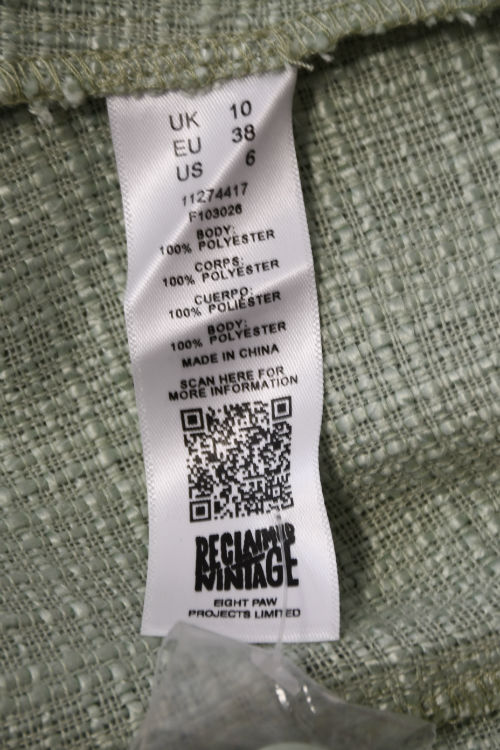 UK 10
EU 38
US 6
11274417
F103026
BODY:
100% POLYESTER
CORPS:
100% POLYESTER
CUERPO:
100% POLIÉSTER
BODY:
100% POLYESTER
MADE IN CHINA
SCAN HERE FOR
MORE INFORMATION
RECLAIMED
VINTAGE
EIGHT PAW
PROJECTS LIMITED